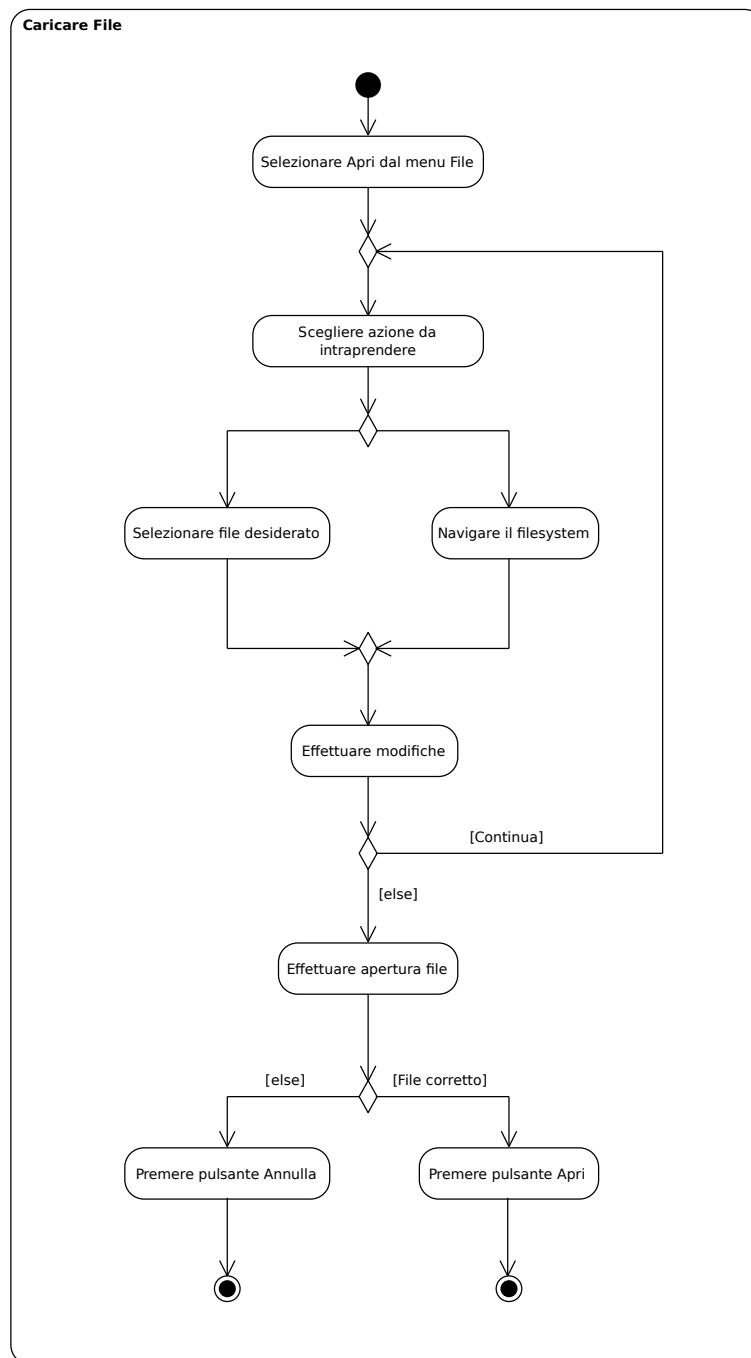 Caricare File
Selezionare Apri dal menu File
Scegliere azione da
intraprendere
Selezionare file desiderato
Navigare il filesystem
Effettuare modifiche
[Continua]
[else]
Effettuare apertura file
[else]
[File corretto]
Premere pulsante Annulla
Premere pulsante Apri